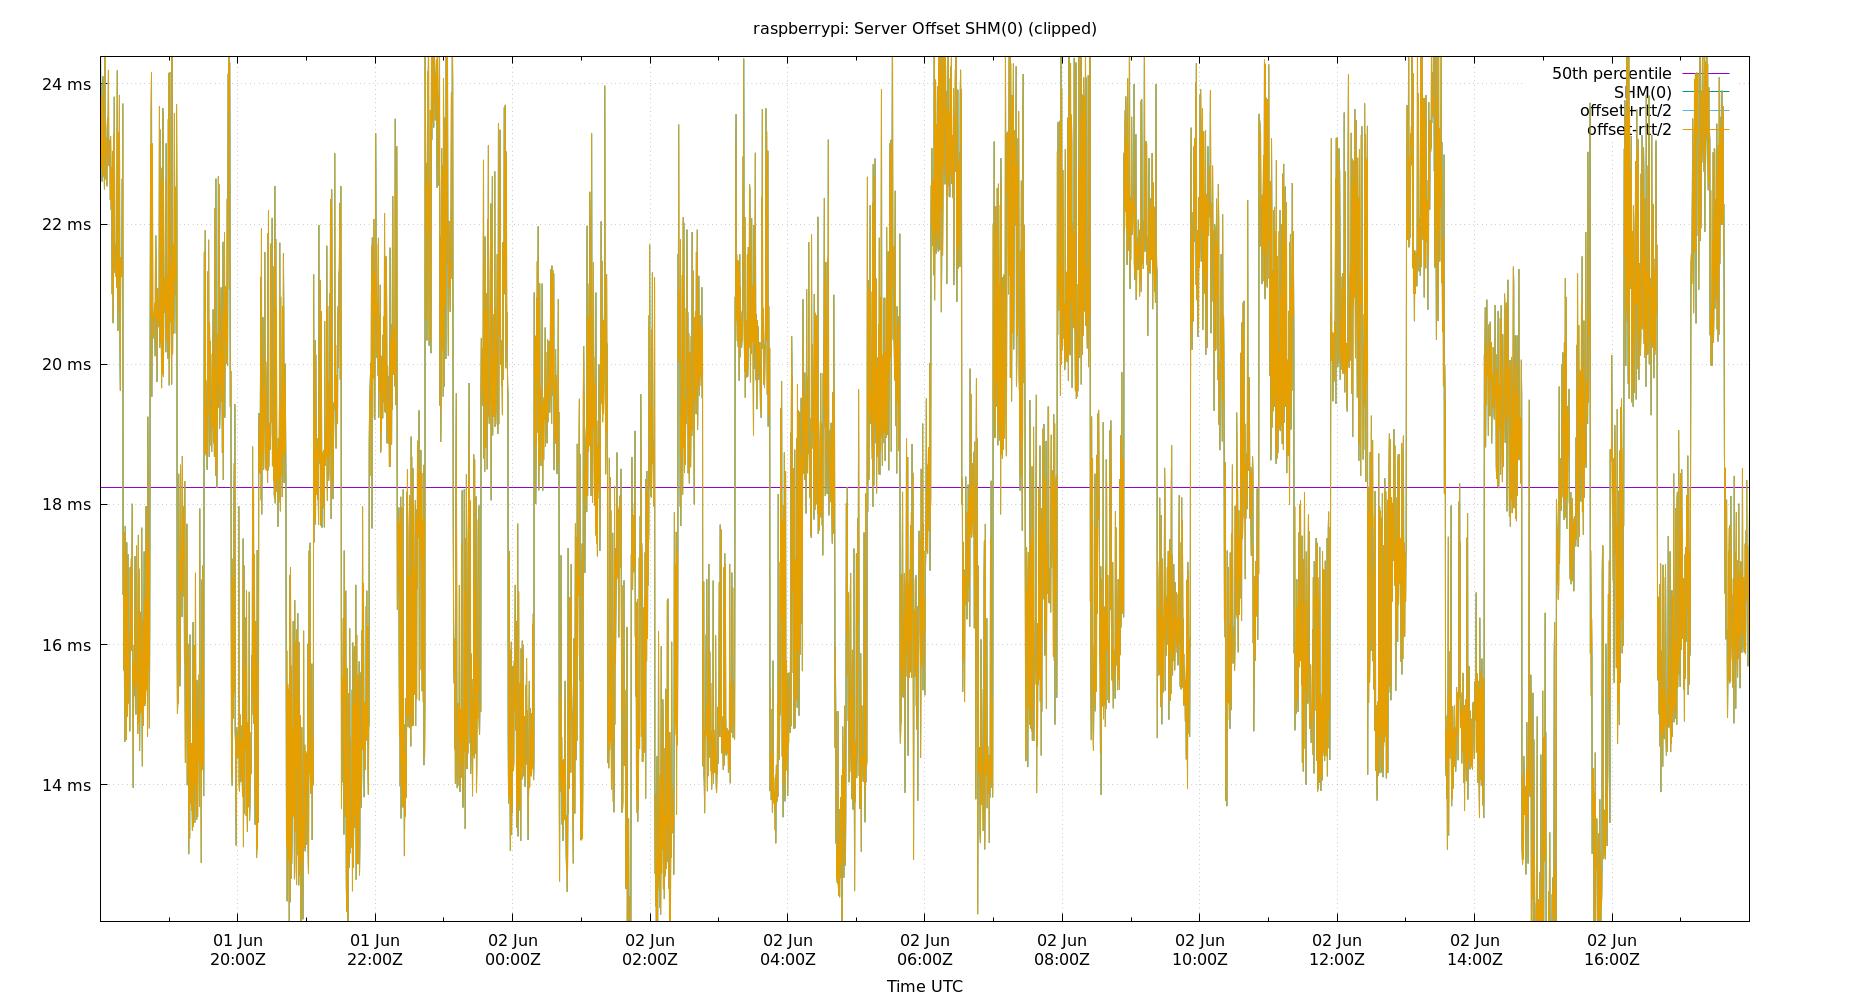 raspberrypi: Server Offset SHM(0) (clipped)
50th percentile
SHM(0)
offset+rtt/2
offset-rtt/2
24 ms
22 ms
20 ms
18 ms
16 ms
14 ms
01 Jun 01 Jun 02 Jun 02 Jun 02 Jun 02 Jun 02 Jun 02 Jun 02 Jun 02 Jun 02 Jun
20:00Z 22:00Z 00:00Z 02:00Z 04:00Z 06:00Z 08:00Z 10:00Z 12:00Z 14:00Z 16:00Z
Time UTC